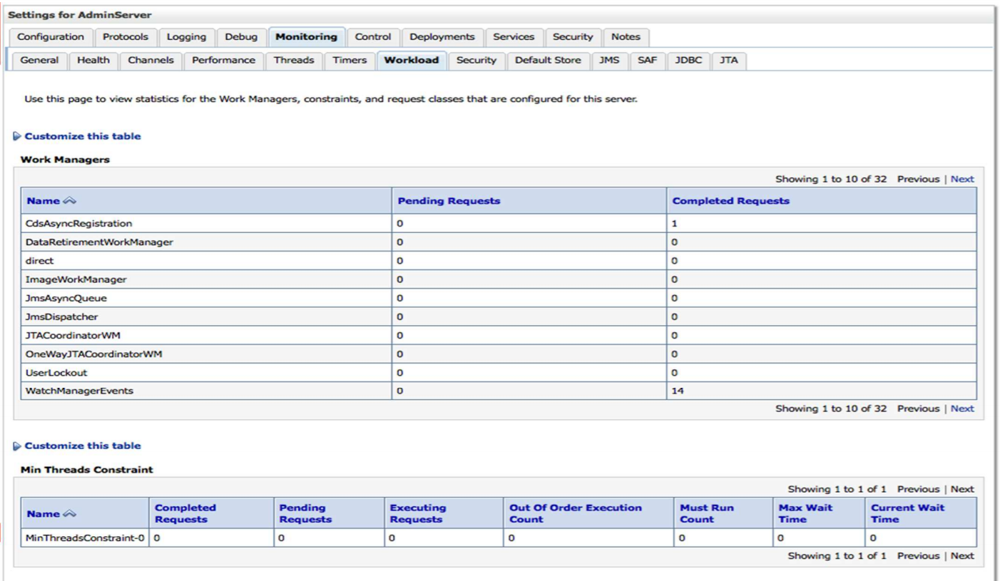 Settings for AdminServer
Configuration Protocols Logging Debug Monitoring Control Deployments Services Security Notes
General Health Channels Performance Threads Timers Workload Security Default Store JMS SAF JDBC JTA
Use this page to view statistics for the Work Managers, constraints, and request classes that are configured for this server.
Customize this table
Work Managers
Showing 1 to 10 of 32 Previous | Next
Name Pending Requests Completed Requests
CdsAsyncRegistration 0 1
DataRetirementWorkManager 0 0
direct 0 0
ImageWorkManager 0 0
JmsAsyncQueue 0 0
JmsDispatcher 0 0
JTACoordinatorWM 0 0
OneWayJTACoordinatorWM 0 0
UserLockout 0 0
WatchManagerEvents 0 14
Showing 1 to 10 of 32 Previous | Next
Customize this table
Min Threads Constraint
Showing 1 to 1 of 1 Previous | Next
Name Completed Requests Pending Requests Executing Requests Out Of Order Execution Count Must Run Count Max Wait Time Current Wait Time
MinThreadsConstraint-0 0 0 0 0 0 0 0
Showing 1 to 1 of 1 Previous | Next